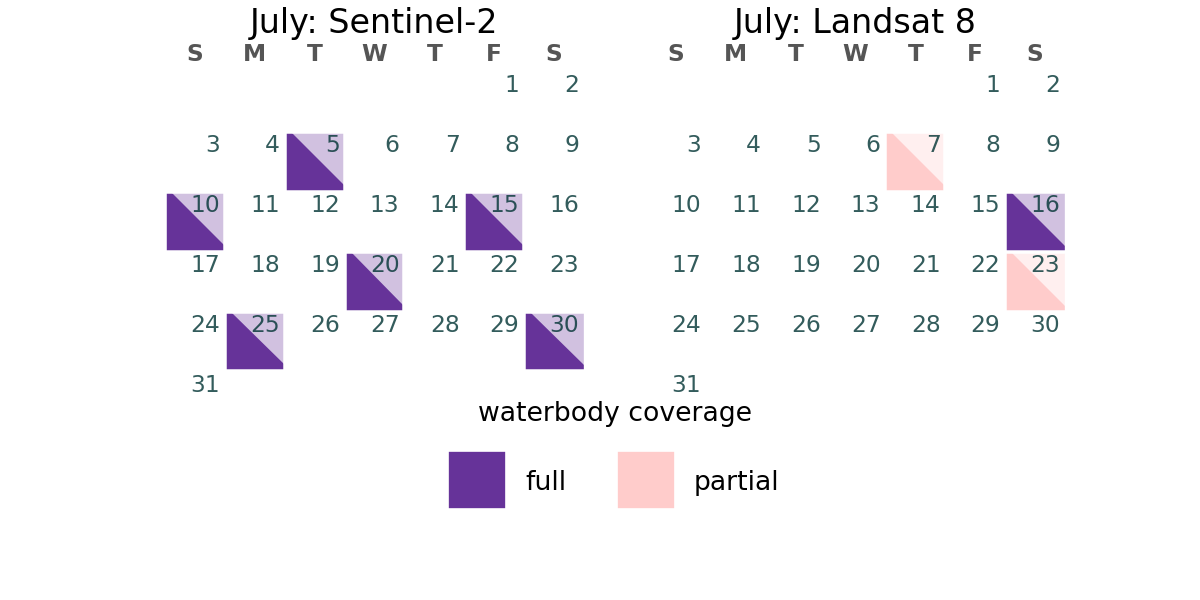 July: Sentinel-2
S M T W T F S
1 2
3 4 5 6 7 8 9
10 11 12 13 14 15 16
17 18 19 20 21 22 23
24 25 26 27 28 29 30
31
July: Landsat 8
S M T W T F S
1 2
3 4 5 6 7 8 9
10 11 12 13 14 15 16
17 18 19 20 21 22 23
24 25 26 27 28 29 30
31
waterbody coverage
full partial